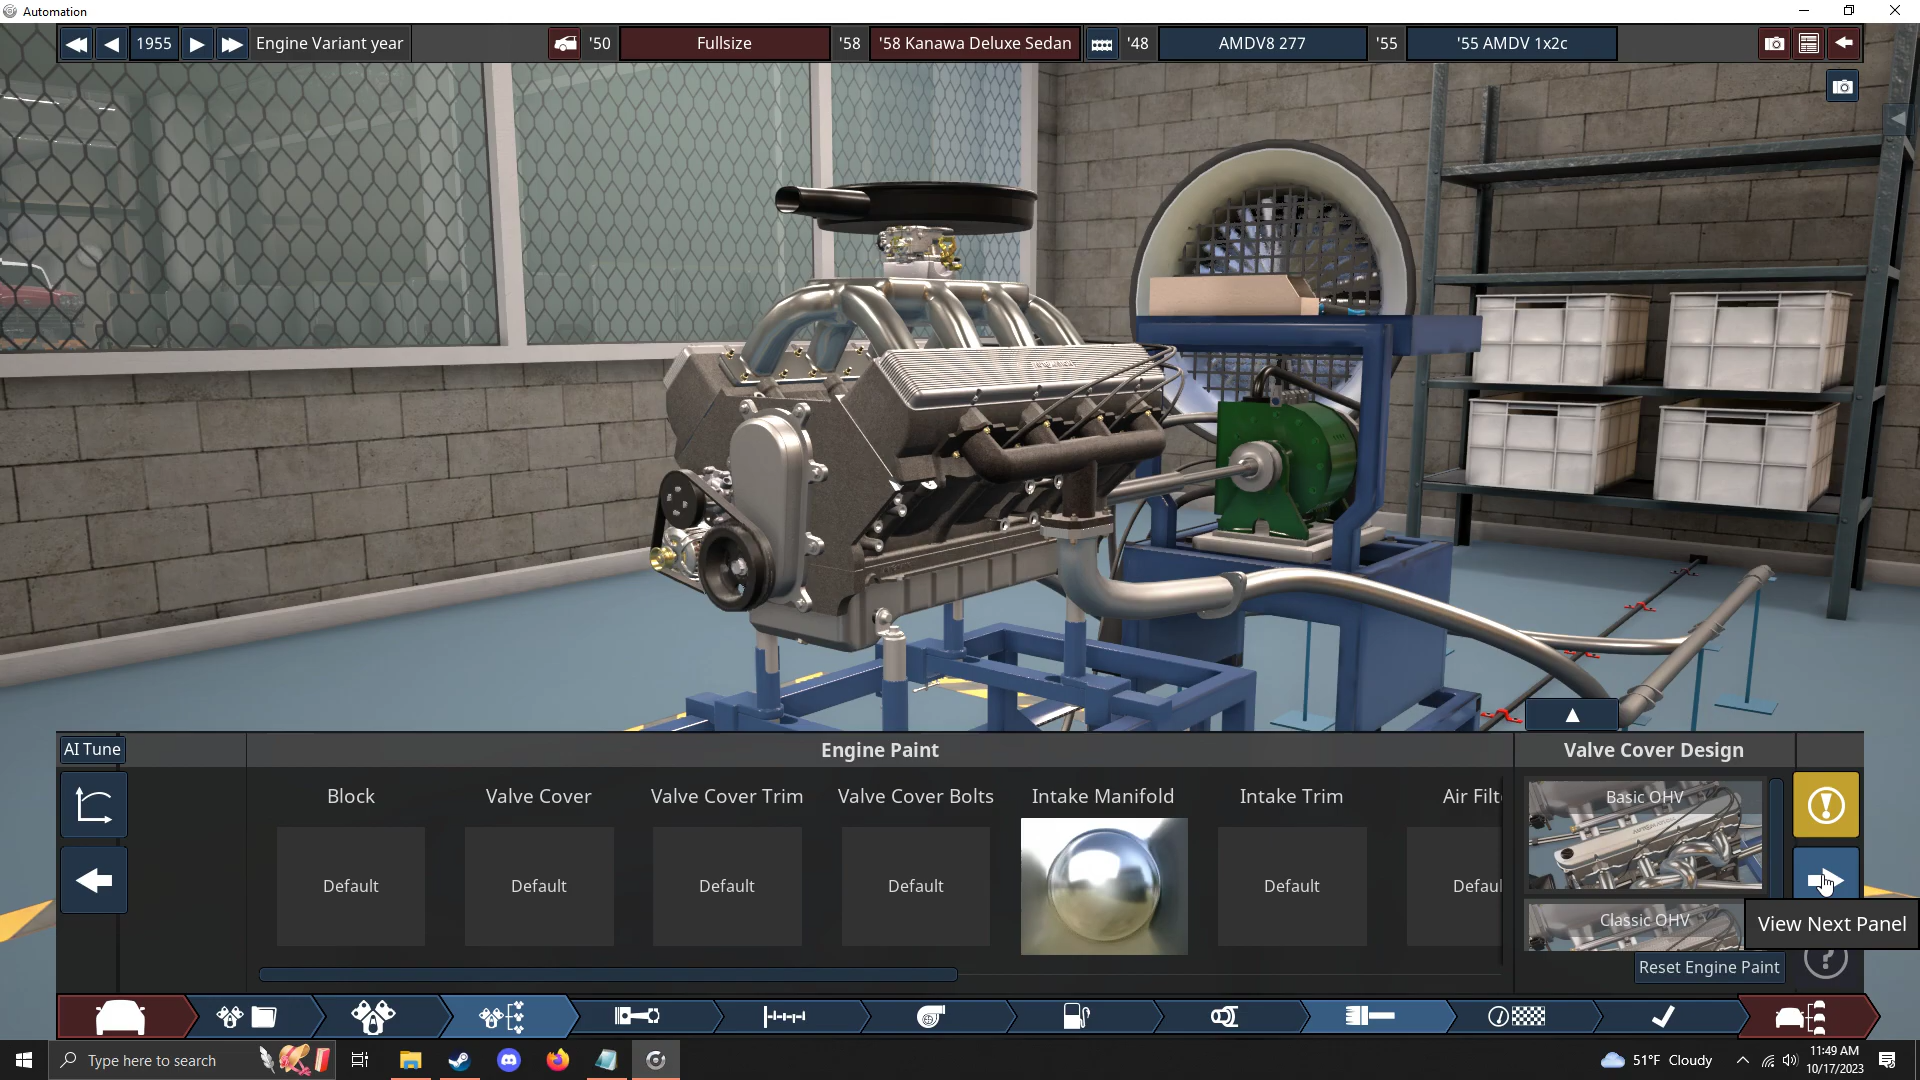 Automation
1955
Engine Variant year
'50
Fullsize
'58
'58 Kanawa Deluxe Sedan
'48
AMDV8 277
'55
'55 AMDV 1x2c
AI Tune
Engine Paint
Valve Cover Design
Block
Valve Cover
Valve Cover Trim
Valve Cover Bolts
Intake Manifold
Intake Trim
Air Filt
Default
Default
Default
Default
Default
Defaul
Basic OHV
Classic OHV
View Next Panel
Reset Engine Paint
?
Type here to search
51°F Cloudy
11:49 AM
10/17/2023